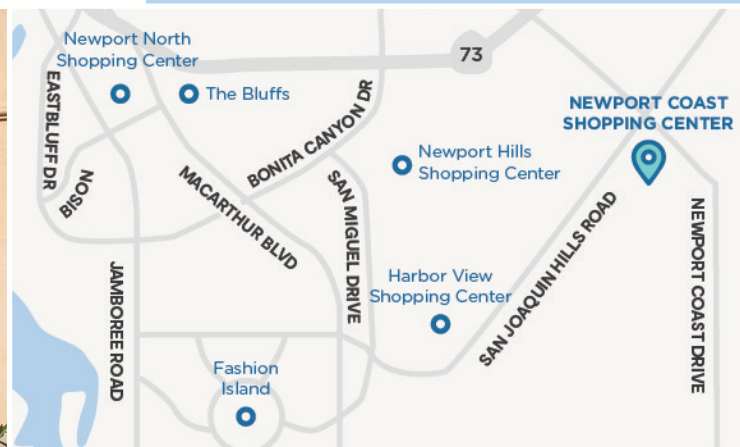 Newport North
Shopping Center
The Bluffs
73
NEWPORT COAST
SHOPPING CENTER
EASTBLUFF DR
BISON
BONITA CANYON DR
MACARTHUR BLVD
Newport Hills
Shopping Center
SAN MIGUEL DRIVE
SAN JOAQUIN HILLS ROAD
NEWPORT COAST DRIVE
JAMBOREE ROAD
Harbor View
Shopping Center
Fashion
Island